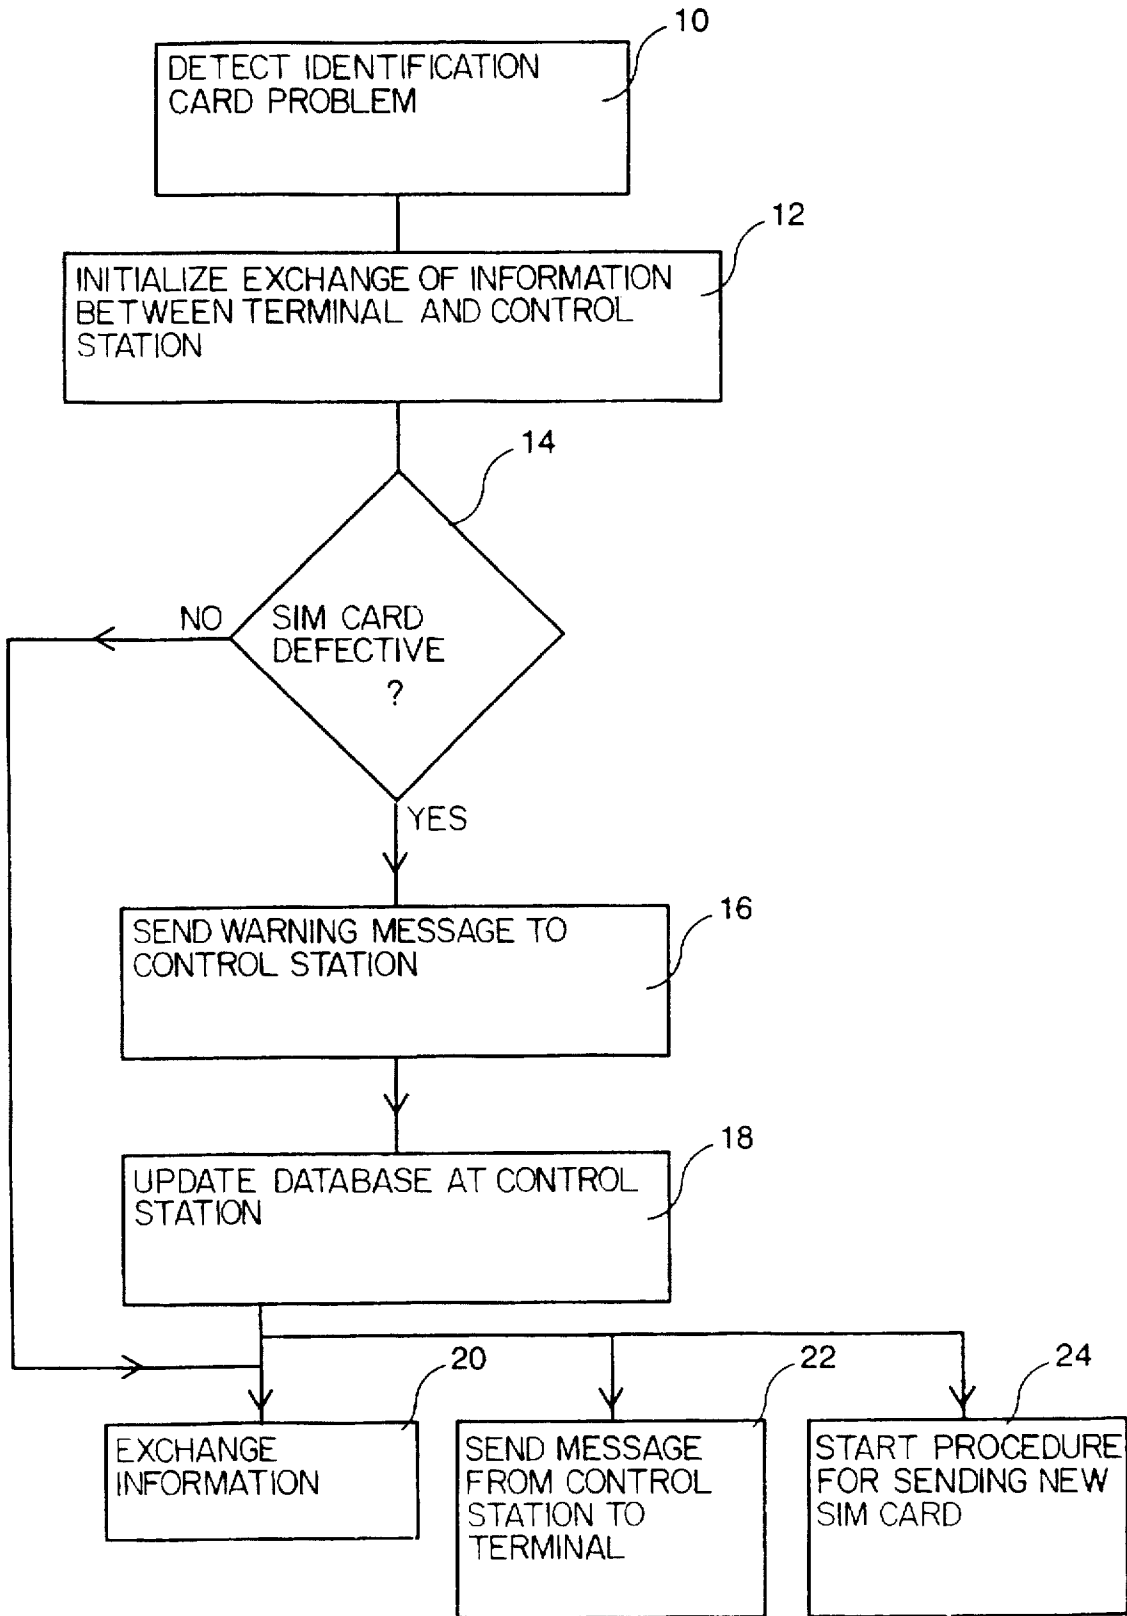 10
DETECT IDENTIFICATION
CARD PROBLEM
12
INITIALIZE EXCHANGE OF INFORMATION
BETWEEN TERMINAL AND CONTROL
STATION
14
NO
SIM CARD
DEFECTIVE
?
YES
16
SEND WARNING MESSAGE TO
CONTROL STATION
18
UPDATE DATABASE AT CONTROL
STATION
20
EXCHANGE
INFORMATION
22
SEND MESSAGE
FROM CONTROL
STATION TO
TERMINAL
24
START PROCEDURE
FOR SENDING NEW
SIM CARD